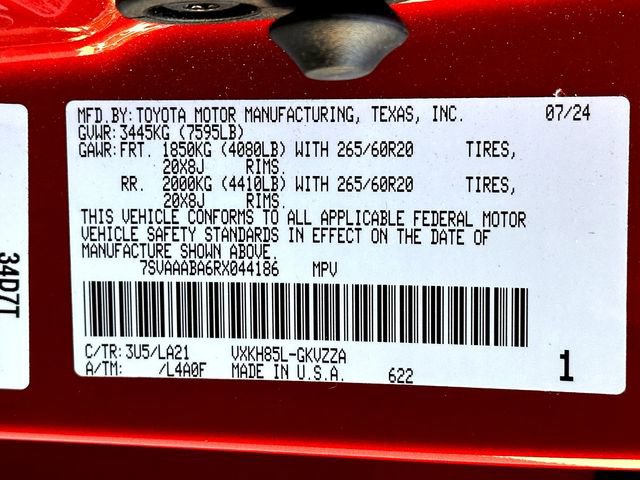 MFD.BY: TOYOTA MOTOR MANUFACTURING, TEXAS, INC. 07/24
GVWR: 3445KG (7595LB)
GAWR: FRT. 1850KG (4080LB) WITH 265/60R20 TIRES,
20X8J RIMS.
RR. 2000KG (4410LB) WITH 265/60R20 TIRES,
20X8J RIMS.
THIS VEHICLE CONFORMS TO ALL APPLICABLE FEDERAL MOTOR
VEHICLE SAFETY STANDARDS IN EFFECT ON THE DATE OF
MANUFACTURE SHOWN ABOVE.
7SVAAABA6RX044186 MPV
C/TR: 3U5/LA21 VXKH85L-GKVZZA
A/TM: /L4A0F MADE IN U.S.A. 622
1
34D7T